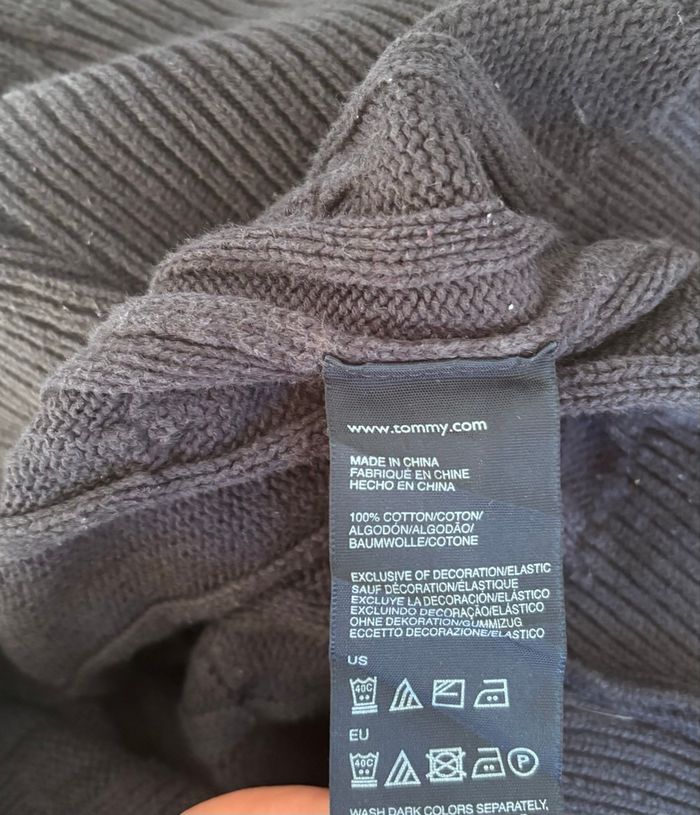 www.tommy.com
MADE IN CHINA
FABRIQUÉ EN CHINE
HECHO EN CHINA
100% COTTON/COTON/
ALGODÓN/ALGODÃO/
BAUMWOLLE/COTONE
EXCLUSIVE OF DECORATION/ELASTIC
SAUF DÉCORATION/ÉLASTIQUE
EXCLUYE LA DECORACIÓN/ELÁSTICO
EXCLUINDO DECORAÇÃO/ELÁSTICO
OHNE DEKORATION/GUMMIZUG
ECCETTO DECORAZIONE/ELASTICO
US
40C
EU
40C P
WASH DARK COLORS SEPARATELY,